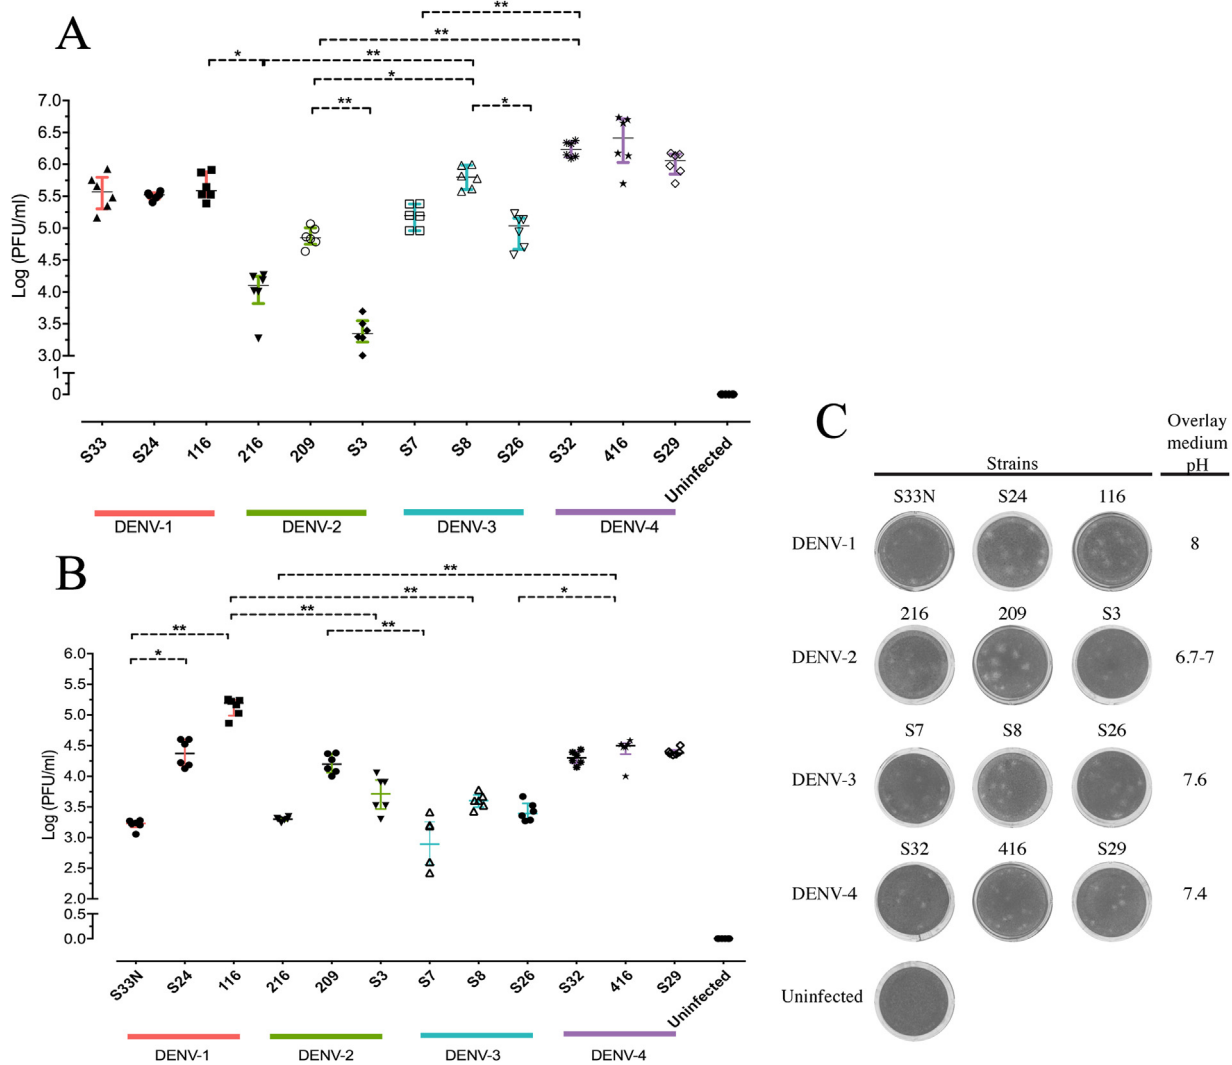 A
**
**
*
**
*
**
*
7.0
6.5
6.0
5.5
5.0
4.5
4.0
3.5
3.0
1
0
Log (PFU/ml)
S33
S24
116
216
209
S3
S7
S8
S26
S32
416
S29
Uninfected
DENV-1
DENV-2
DENV-3
DENV-4
B
**
**
*
**
**
**
*
6.0
5.5
5.0
4.5
4.0
3.5
3.0
2.5
2.0
0.5
0.0
Log (PFU/ml)
S33N
S24
116
216
209
S3
S7
S8
S26
S32
416
S29
Uninfected
DENV-1
DENV-2
DENV-3
DENV-4
C
Overlay
medium
pH
Strains
S33N S24 116
DENV-1 8
216 209 S3
DENV-2 6.7-7
S7 S8 S26
DENV-3 7.6
S32 416 S29
DENV-4 7.4
Uninfected